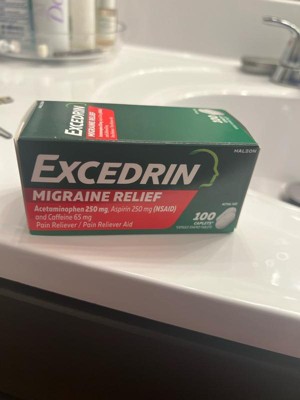 EXCEDRIN
MIGRAINE RELIEF
HALEON
EXCEDRIN
MIGRAINE RELIEF
Acetaminophen 250 mg, Aspirin 250 mg (NSAID)
and Caffeine 65 mg
Pain Reliever / Pain Reliever Aid
100
CAPLETS